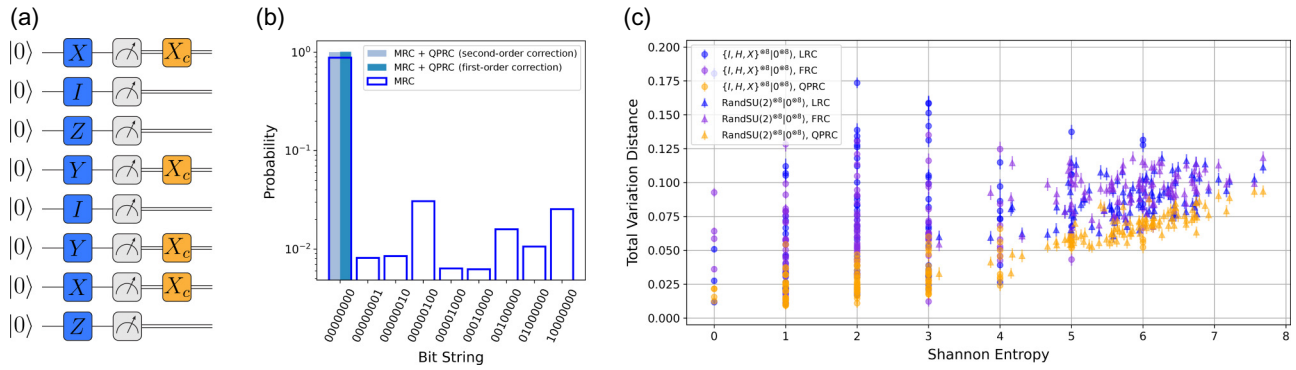 (a)
|0⟩ X X_c
|0⟩ I
|0⟩ Z
|0⟩ Y X_c
|0⟩ I
|0⟩ Y X_c
|0⟩ X X_c
|0⟩ Z
(b)
MRC + QPRC (second-order correction)
MRC + QPRC (first-order correction)
MRC
10^0
10^-1
10^-2
Probability
00000000
00000001
00000010
00000100
00001000
00010000
00100000
01000000
10000000
Bit String
(c)
{I, H, X}^⊗8|0^⊗8⟩, LRC
{I, H, X}^⊗8|0^⊗8⟩, FRC
{I, H, X}^⊗8|0^⊗8⟩, QPRC
RandSU(2)^⊗8|0^⊗8⟩, LRC
RandSU(2)^⊗8|0^⊗8⟩, FRC
RandSU(2)^⊗8|0^⊗8⟩, QPRC
0.200
0.175
0.150
0.125
0.100
0.075
0.050
0.025
0.000
Total Variation Distance
0 1 2 3 4 5 6 7 8
Shannon Entropy